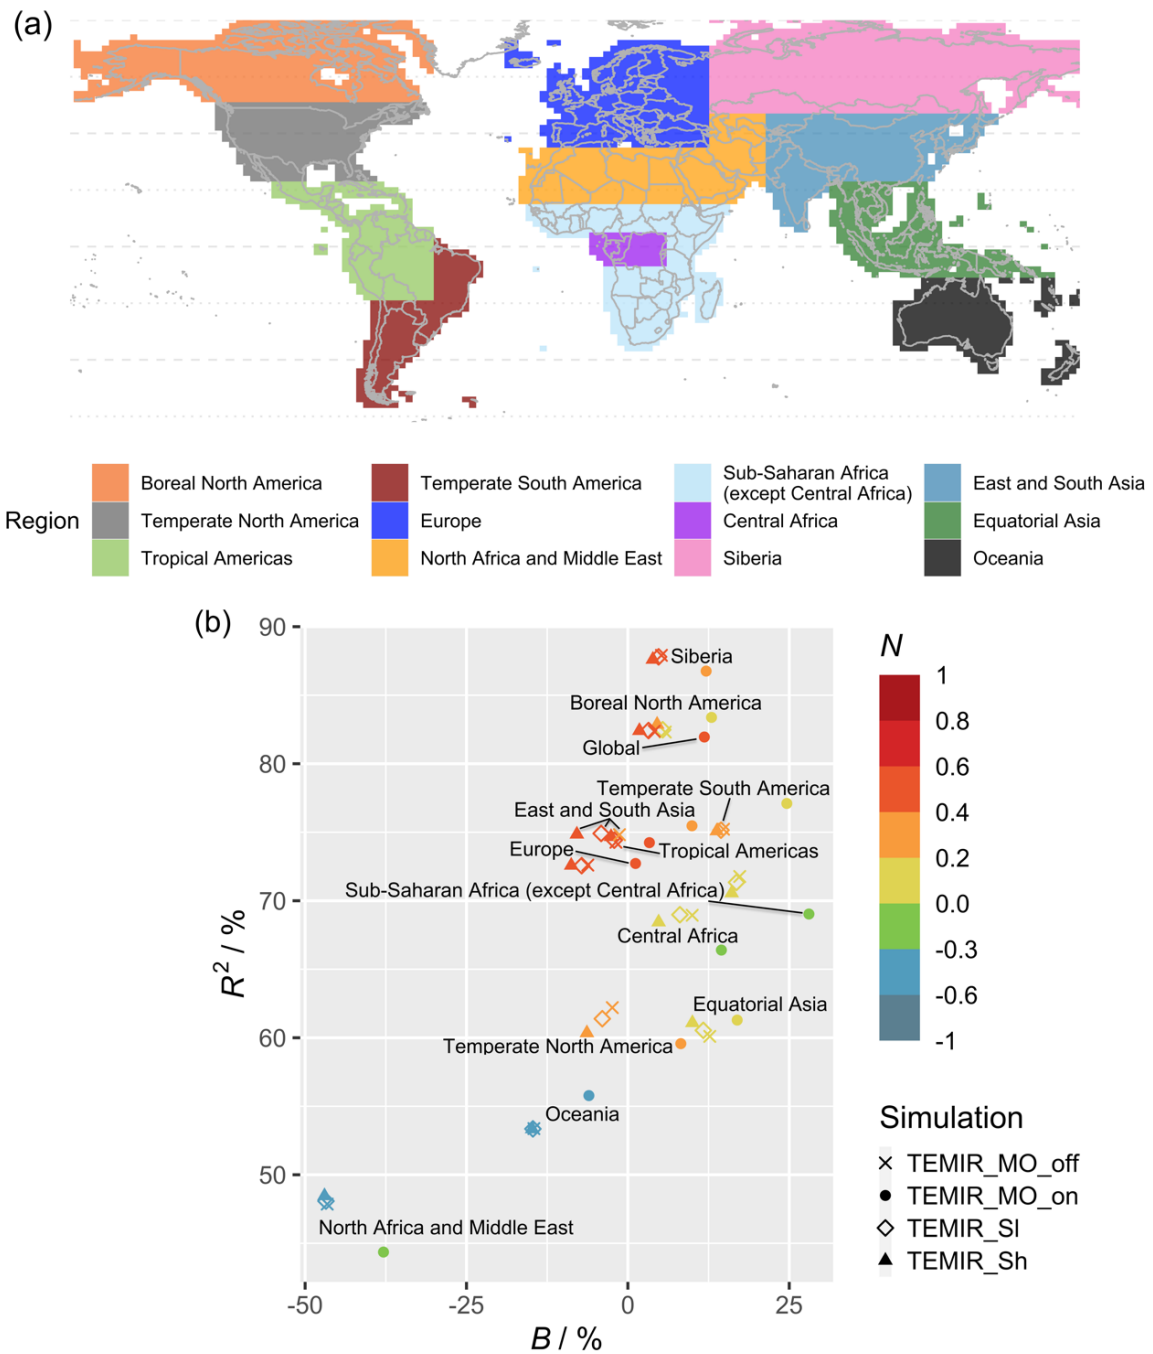 (a)
Region
Boreal North America
Temperate North America
Tropical Americas
Temperate South America
Europe
North Africa and Middle East
Sub-Saharan Africa
(except Central Africa)
Central Africa
Siberia
East and South Asia
Equatorial Asia
Oceania
(b)
90
80
70
60
50
R² / %
Siberia
Boreal North America
Global
Temperate South America
East and South Asia
Europe
Tropical Americas
Sub-Saharan Africa (except Central Africa)
Central Africa
Equatorial Asia
Temperate North America
Oceania
North Africa and Middle East
-50
-25
0
25
B / %
N
1
0.8
0.6
0.4
0.2
0.0
-0.3
-0.6
-1
Simulation
TEMIR_MO_off
TEMIR_MO_on
TEMIR_Sl
TEMIR_Sh